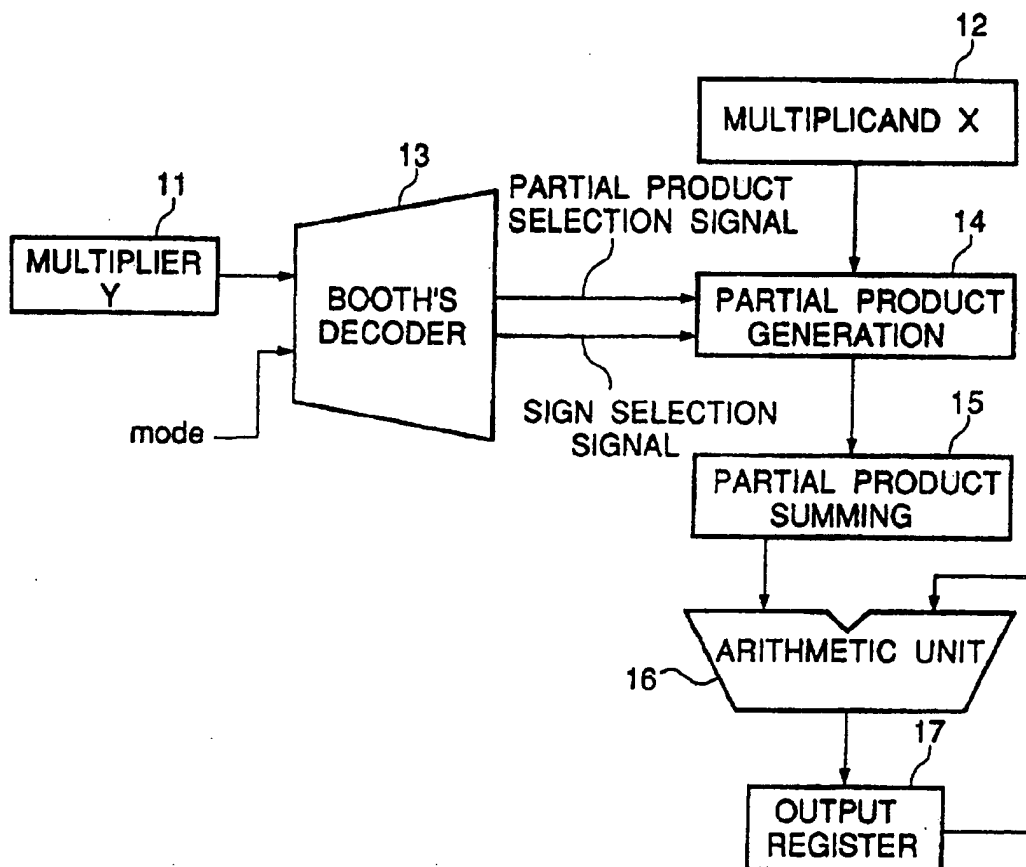 12
MULTIPLICAND X
13
11
PARTIAL PRODUCT
SELECTION SIGNAL
14
MULTIPLIER
Y
BOOTH'S
DECODER
PARTIAL PRODUCT
GENERATION
mode
SIGN SELECTION
SIGNAL
15
PARTIAL PRODUCT
SUMMING
ARITHMETIC UNIT
16
17
OUTPUT
REGISTER